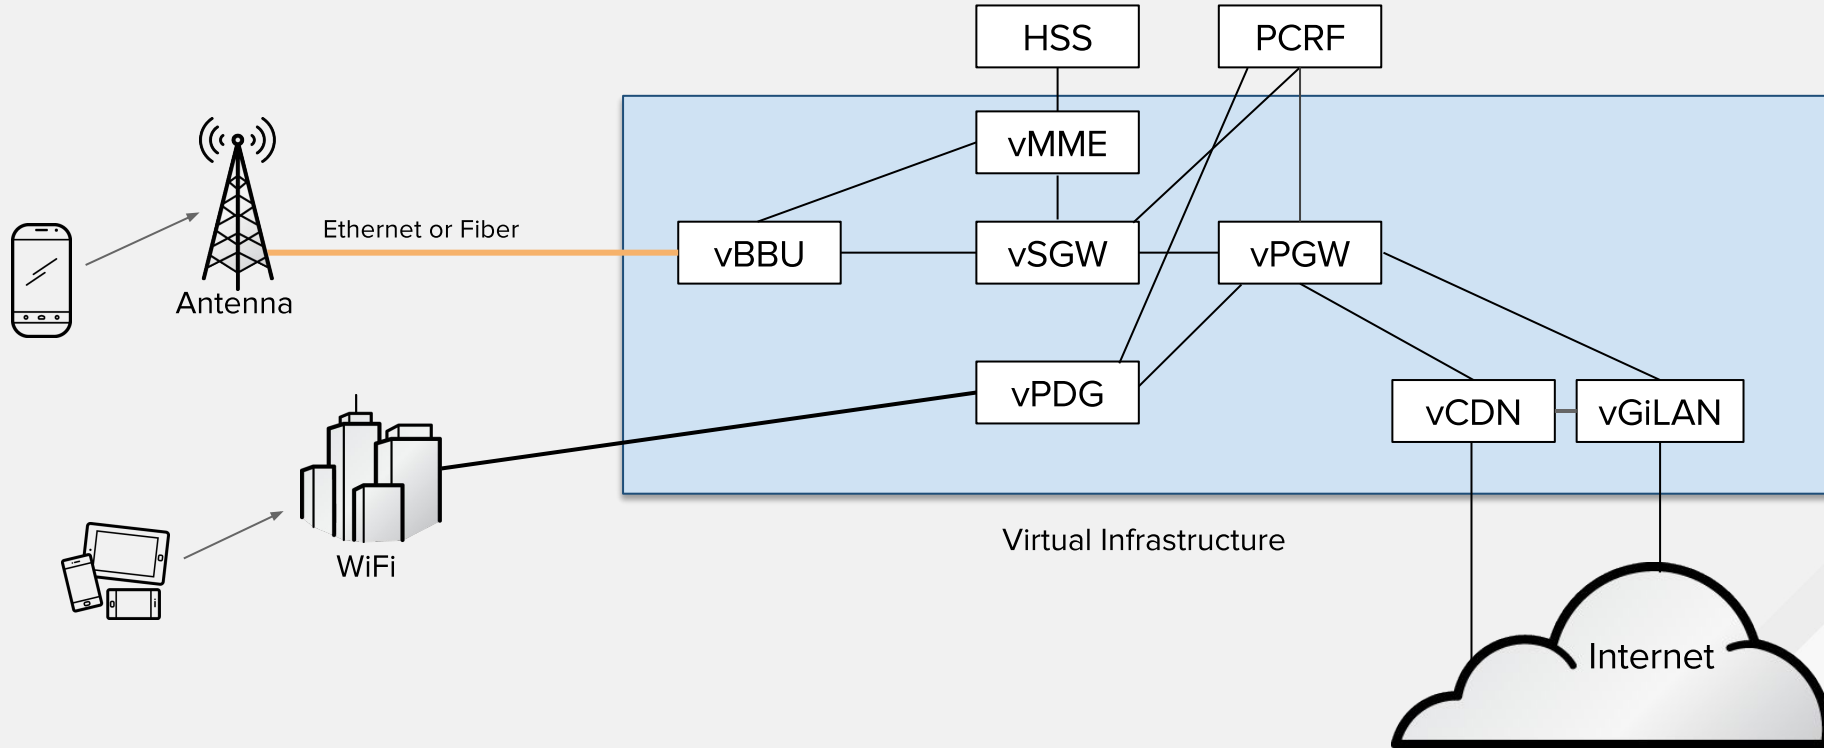 HSS
PCRF
vMME
Ethernet or Fiber
vBBU
vSGW
vPGW
Antenna
vPDG
vCDN
vGiLAN
Virtual Infrastructure
WiFi
Internet